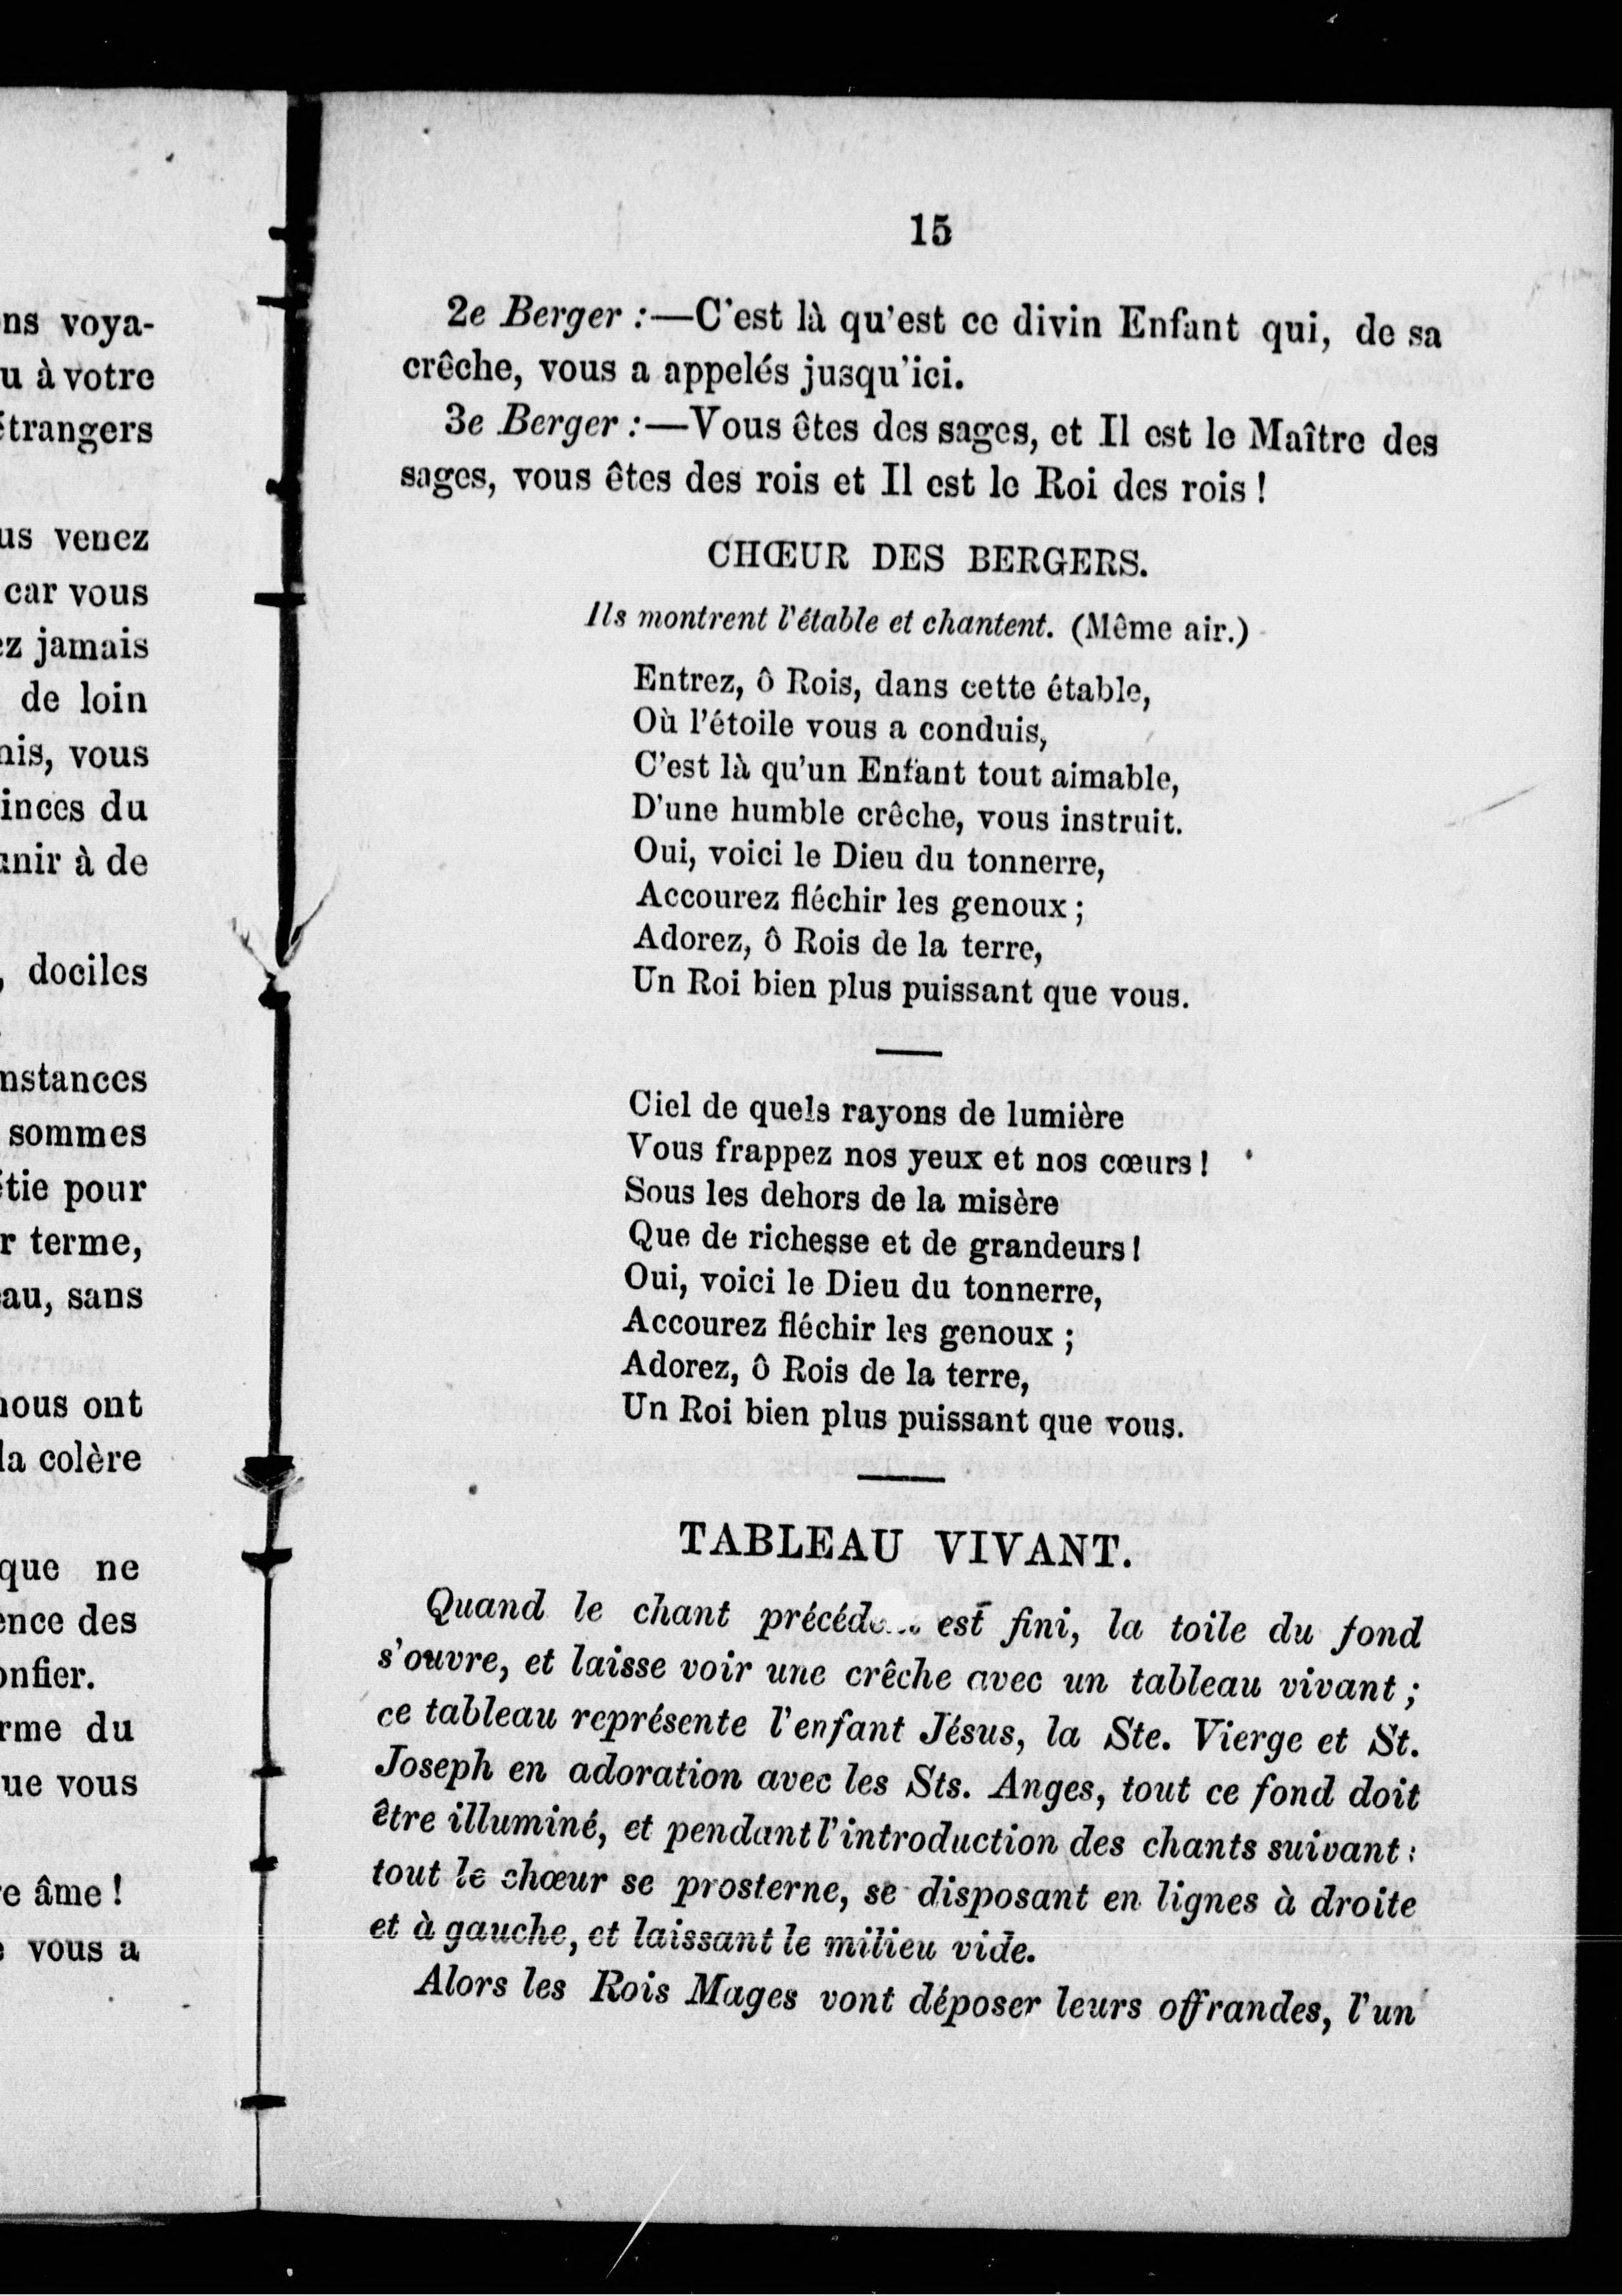 ns voya-
u à votre
étrangers
us venez
car vous
ez jamais
de loin
nis, vous
inces du
nir à de
, dociles
nstances
sommes
étie pour
r terme,
eau, sans
nous ont
la colère
que ne
ence des
onfier.
rme du
ue vous
e âme !
vous a
15
2e Berger :—C'est là qu'est ce divin Enfant qui, de sa
crêche, vous a appelés jusqu'ici.
3e Berger :—Vous êtes des sages, et Il est le Maître des
sages, vous êtes des rois et Il est le Roi des rois !
CHŒUR DES BERGERS.
Ils montrent l'étable et chantent. (Même air.)
Entrez, ô Rois, dans cette étable,
Où l'étoile vous a conduis,
C'est là qu'un Enfant tout aimable,
D'une humble crêche, vous instruit.
Oui, voici le Dieu du tonnerre,
Accourez fléchir les genoux ;
Adorez, ô Rois de la terre,
Un Roi bien plus puissant que vous.
Ciel de quels rayons de lumière
Vous frappez nos yeux et nos cœurs !
Sous les dehors de la misère
Que de richesse et de grandeurs !
Oui, voici le Dieu du tonnerre,
Accourez fléchir les genoux ;
Adorez, ô Rois de la terre,
Un Roi bien plus puissant que vous.
TABLEAU VIVANT.
Quand le chant est fini, la toile du fond
s'ouvre, et laisse voir une crêche avec un tableau vivant ;
ce tableau représente l'enfant Jésus, la Ste. Vierge et St.
Joseph en adoration avec les Sts. Anges, tout ce fond doit
être illuminé, et pendant l'introduction des chants suivant :
tout le chœur se prosterne, se disposant en lignes à droite
et à gauche, et laissant le milieu vide.
Alors les Rois Mages vont déposer leurs offrandes, l'un